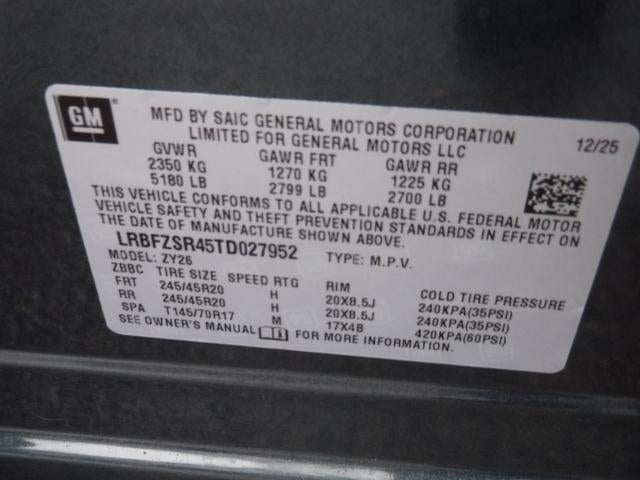 GM
MFD BY SAIC GENERAL MOTORS CORPORATION
LIMITED FOR GENERAL MOTORS LLC 12/25
GVWR GAWR FRT GAWR RR
2350 KG 1270 KG 1225 KG
5180 LB 2799 LB 2700 LB
THIS VEHICLE CONFORMS TO ALL APPLICABLE U.S. FEDERAL MOTOR
VEHICLE SAFETY AND THEFT PREVENTION STANDARDS IN EFFECT ON
THE DATE OF MANUFACTURE SHOWN ABOVE.
LRBFZSR45TD027952 TYPE: M.P.V.
MODEL: ZY26
ZBBC TIRE SIZE SPEED RTG RIM COLD TIRE PRESSURE
FRT 245/45R20 H 20X8.5J 240KPA(35PSI)
RR 245/45R20 H 20X8.5J 240KPA(35PSI)
SPA T145/70R17 M 17X4B 420KPA(60PSI)
SEE OWNER'S MANUAL FOR MORE INFORMATION.